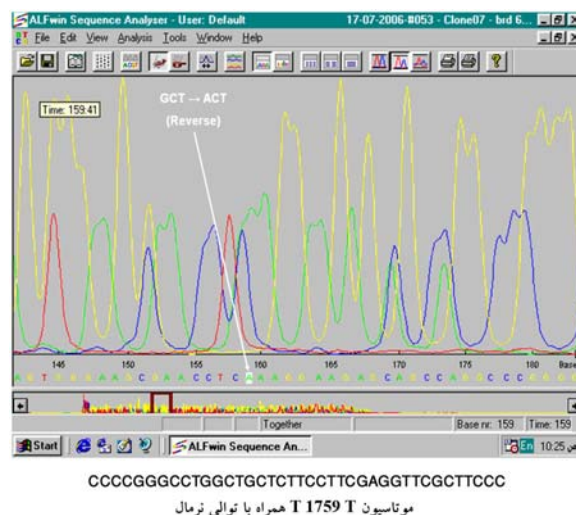 ALFwin Sequence Analyser - User: Default 17-07-2006-#053 - Clone07 - brd 6...
File Edit View Analysis Tools Window Help
Time: 159.41
GCT → ACT
(Reverse)
145 150 155 160 165 170 175 180 Base
Together Base nr: 159 Time: 159
Start ALFwin Sequence An... En 10:25 ص
CCCCGGGCCTGGCTGCTCTTCCTTCGAGGTTCGCTTCCC
موتاسیون T 1759 T همراه با توالی نرمال